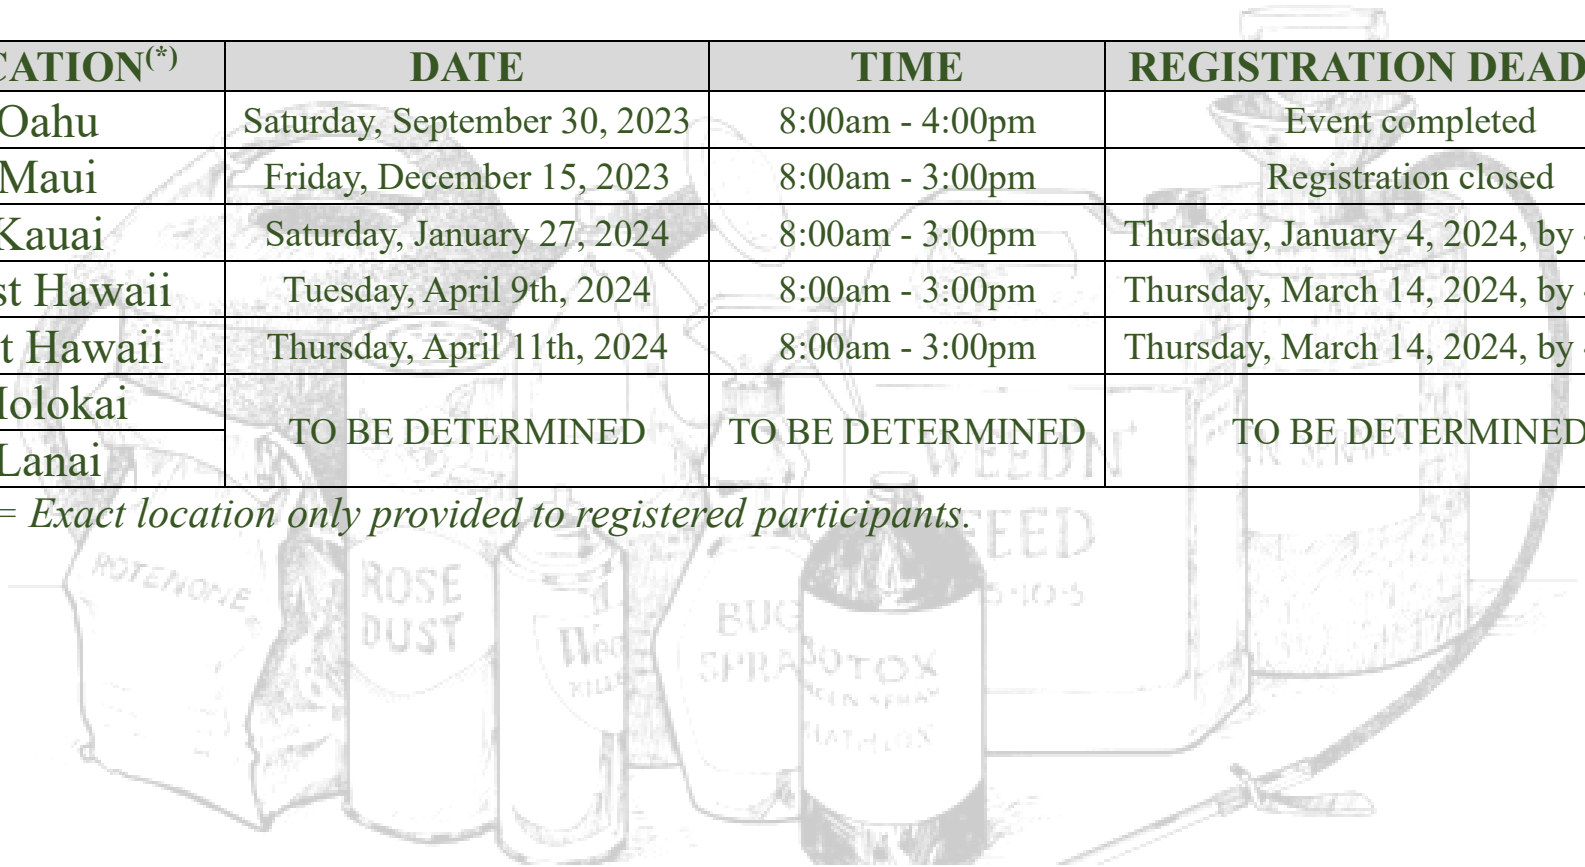 CATION(*) DATE TIME REGISTRATION DEAD
Oahu Saturday, September 30, 2023 8:00am - 4:00pm Event completed
Maui Friday, December 15, 2023 8:00am - 3:00pm Registration closed
Kauai Saturday, January 27, 2024 8:00am - 3:00pm Thursday, January 4, 2024, by
st Hawaii Tuesday, April 9th, 2024 8:00am - 3:00pm Thursday, March 14, 2024, by
t Hawaii Thursday, April 11th, 2024 8:00am - 3:00pm Thursday, March 14, 2024, by
olokai
TO BE DETERMINED TO BE DETERMINED TO BE DETERMINED
Lanai
= Exact location only provided to registered participants.
WEEDN
FEED
5-10-5
ROTENONE
ROSE
DUST
BUG
SPRA
BOTOX